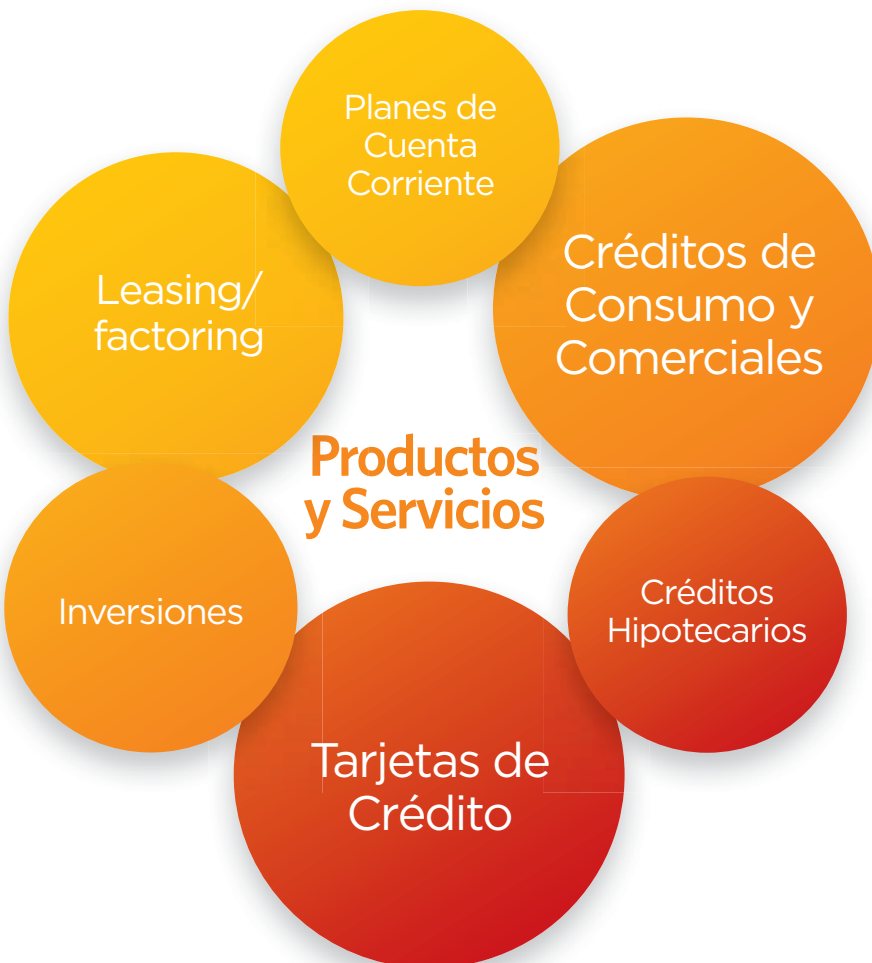 Planes de
Cuenta
Corriente
Créditos de
Consumo y
Comerciales
Leasing/
factoring
Productos
y Servicios
Créditos
Hipotecarios
Inversiones
Tarjetas de
Crédito